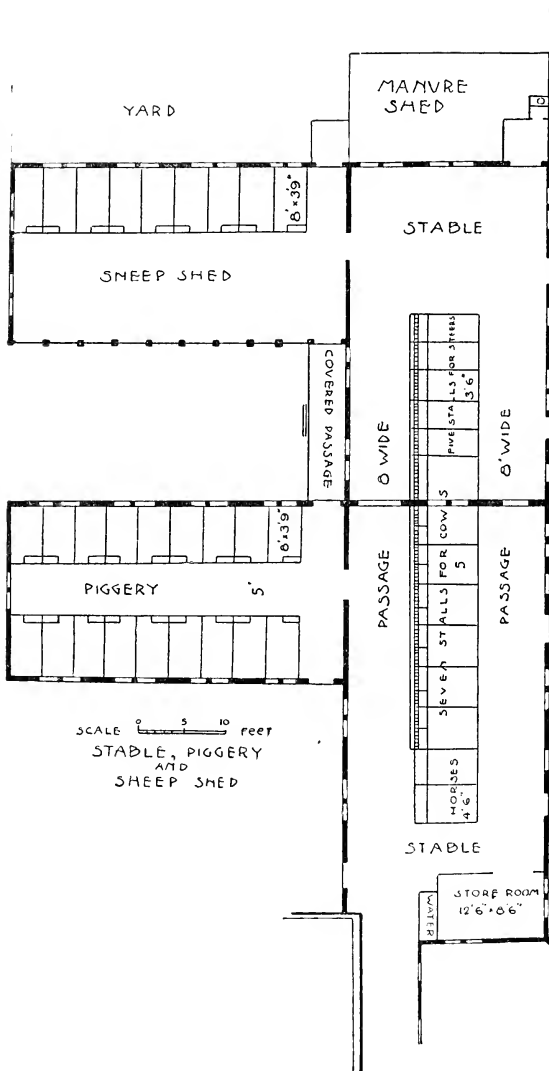 YARD
MANURE
SHED
8' × 3'9"
STABLE
SHEEP SHED
COVERED PASSAGE
FIVE STALLS FOR STEERS
3'6"
8 WIDE
8' WIDE
8' × 3'9"
PIGGERY
5'
PASSAGE
SEVEN STALLS FOR COWS
5
PASSAGE
SCALE 0 5 10 FEET
STABLE, PIGGERY
AND
SHEEP SHED
HORSES
4'6"
STABLE
WATER
STORE ROOM
12'6" × 8'6"